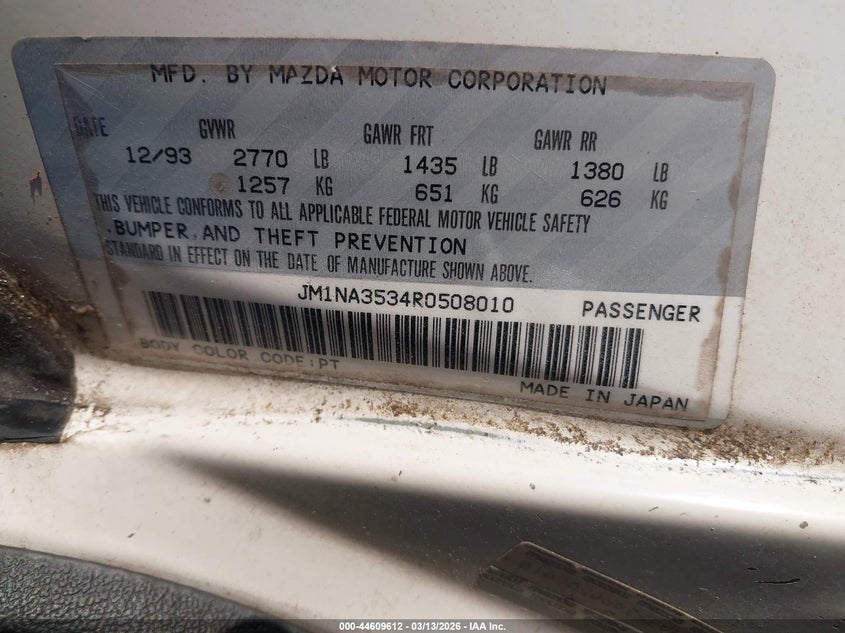 MFD. BY MAZDA MOTOR CORPORATION
DATE GVWR GAWR FRT GAWR RR
12/93 2770 LB 1435 LB 1380 LB
1257 KG 651 KG 626 KG
THIS VEHICLE CONFORMS TO ALL APPLICABLE FEDERAL MOTOR VEHICLE SAFETY
,BUMPER,AND THEFT PREVENTION
STANDARD IN EFFECT ON THE DATE OF MANUFACTURE SHOWN ABOVE.
JM1NA3534R0508010 PASSENGER
BODY COLOR CODE:PT
MADE IN JAPAN
000-44609612 - 03/13/2026 - IAA Inc.